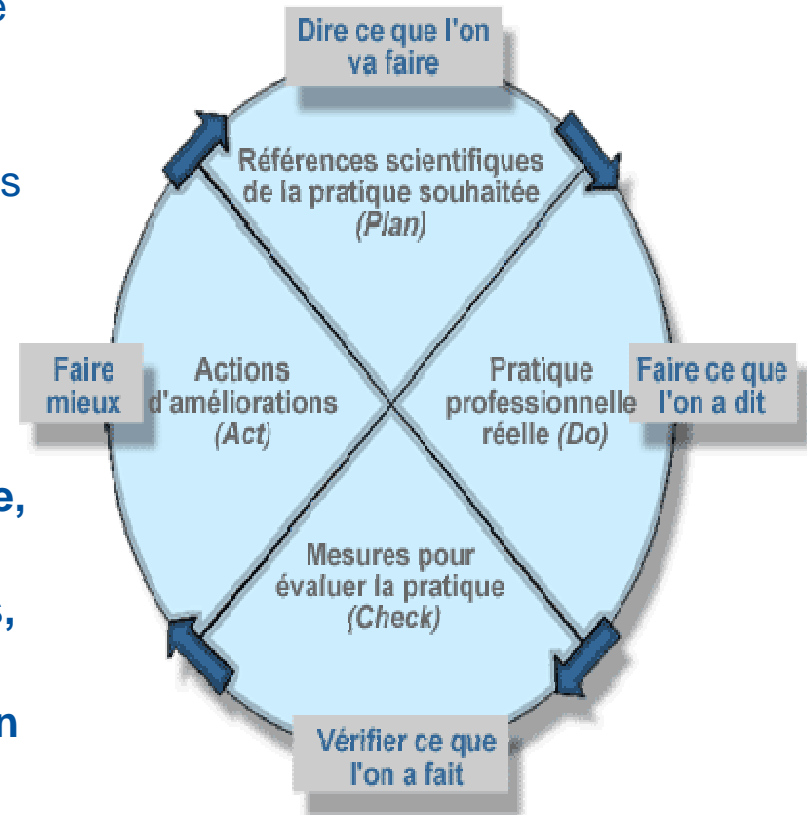 e
Dire ce que l'on
va faire
s
Références scientifiques
de la pratique souhaitée
(Plan)
Faire
mieux
Actions
d'améliorations
(Act)
Pratique
professionnelle
réelle (Do)
Faire ce que
l'on a dit
e,
Mesures pour
évaluer la pratique
(Check)
s,
n
Vérifier ce que
l'on a fait